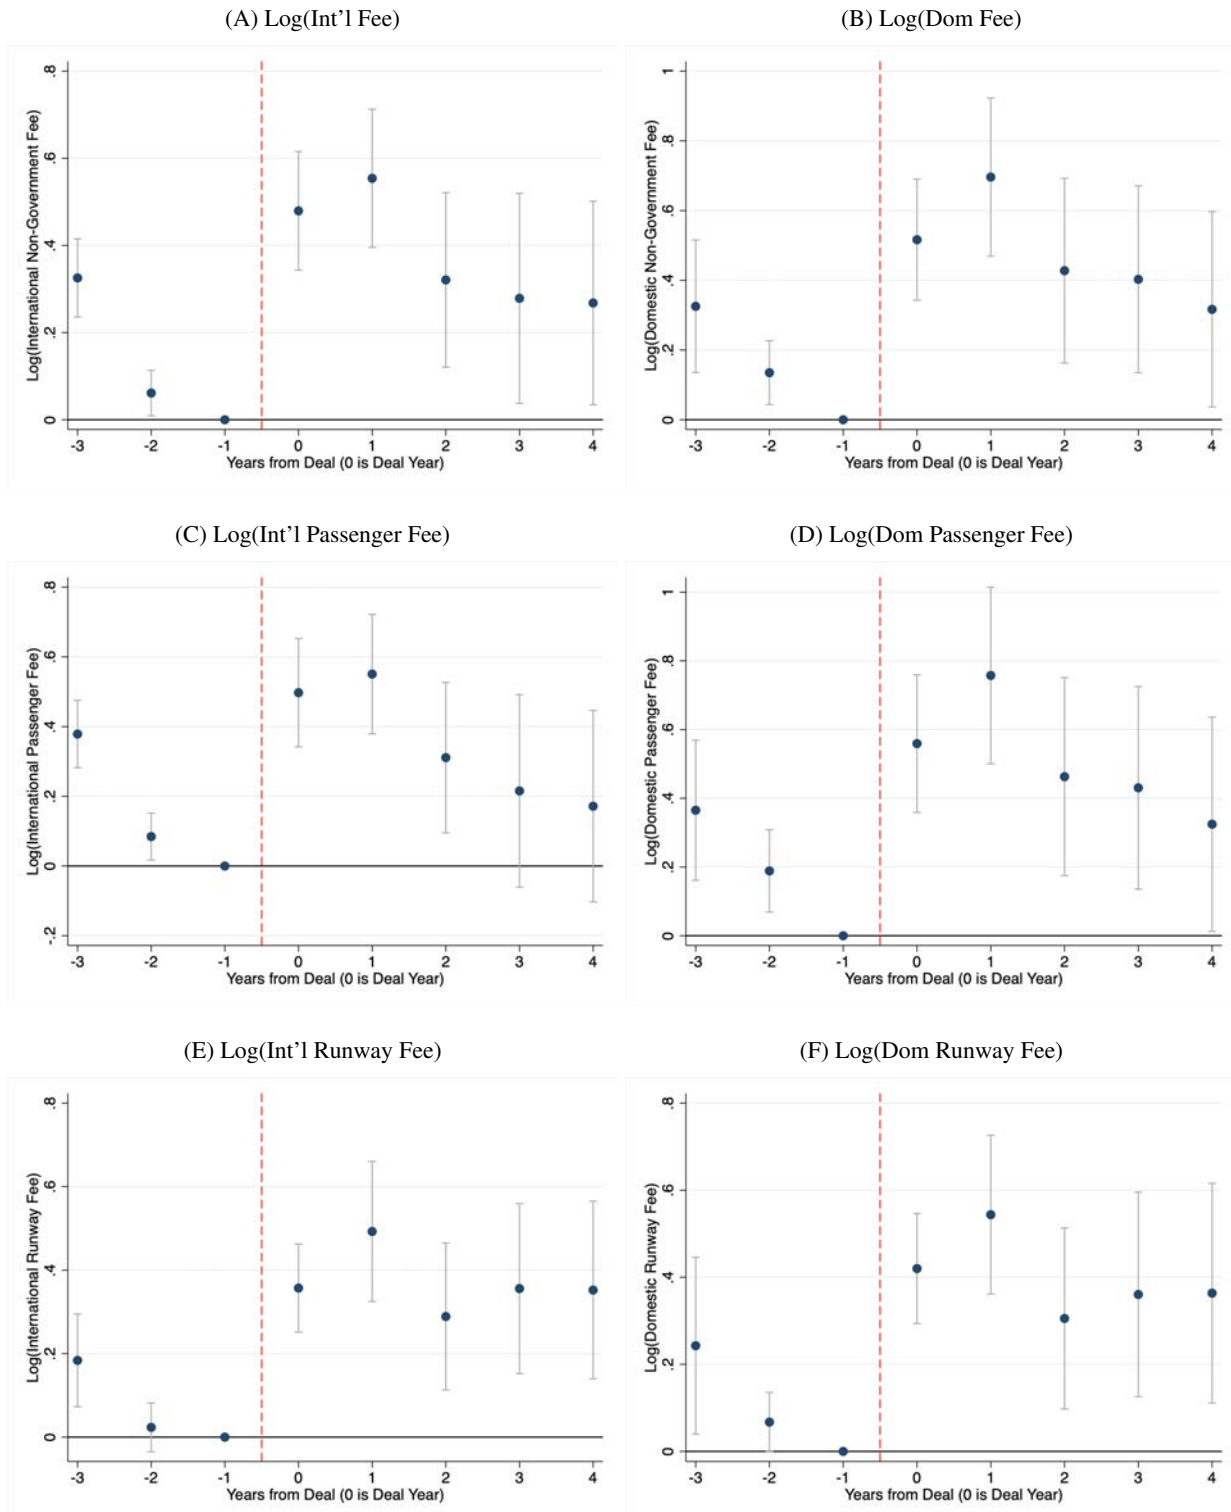 (A) Log(Int'l Fee)
(B) Log(Dom Fee)
Log(International Non-Government Fee)
.8
.6
.4
.2
0
-3 -2 -1 0 1 2 3 4
Years from Deal (0 is Deal Year)
Log(Domestic Non-Government Fee)
1
.8
.6
.4
.2
0
-3 -2 -1 0 1 2 3 4
Years from Deal (0 is Deal Year)
(C) Log(Int'l Passenger Fee)
(D) Log(Dom Passenger Fee)
Log(International Passenger Fee)
.8
.6
.4
.2
0
-.2
-3 -2 -1 0 1 2 3 4
Years from Deal (0 is Deal Year)
Log(Domestic Passenger Fee)
1
.8
.6
.4
.2
0
-3 -2 -1 0 1 2 3 4
Years from Deal (0 is Deal Year)
(E) Log(Int'l Runway Fee)
(F) Log(Dom Runway Fee)
Log(International Runway Fee)
.8
.6
.4
.2
0
-3 -2 -1 0 1 2 3 4
Years from Deal (0 is Deal Year)
Log(Domestic Runway Fee)
.8
.6
.4
.2
0
-3 -2 -1 0 1 2 3 4
Years from Deal (0 is Deal Year)